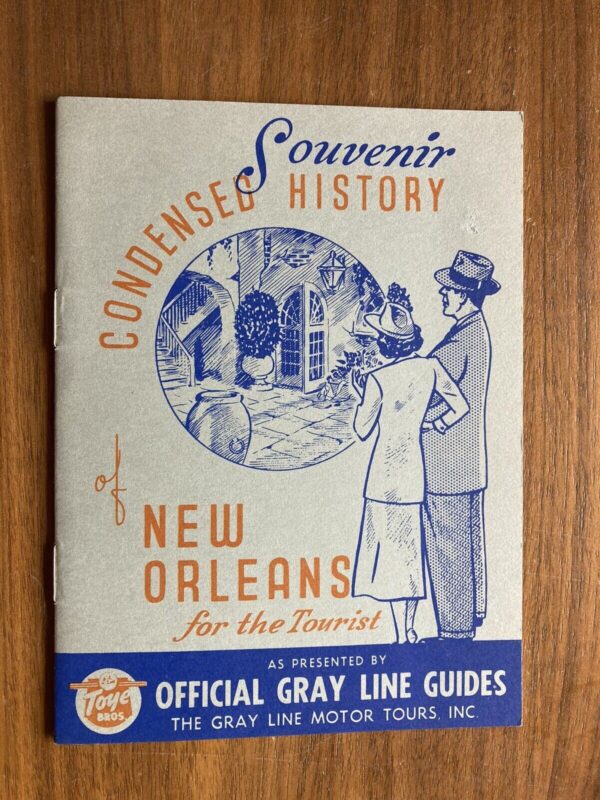 Souvenir
CONDENSED HISTORY
of
NEW
ORLEANS
for the Tourist
AS PRESENTED BY
Toye
BROS
OFFICIAL GRAY LINE GUIDES
THE GRAY LINE MOTOR TOURS, INC.